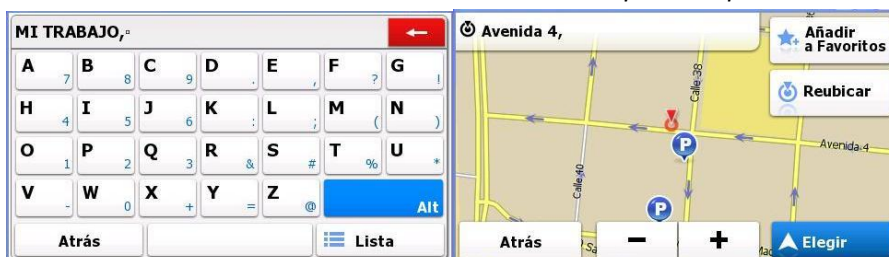 MI TRABAJO,
A 7 B 8 C 9 D . E , F ? G !
H 4 I 5 J 6 K : L ; M ( N )
O 1 P 2 Q 3 R & S # T % U *
V - W 0 X + Y = Z @ Alt
Atrás Lista
Avenida 4,
Añadir
a Favoritos
Reubicar
Calle 38
P
Avenida 4
Calle 40
P
Atrás - + Elegir